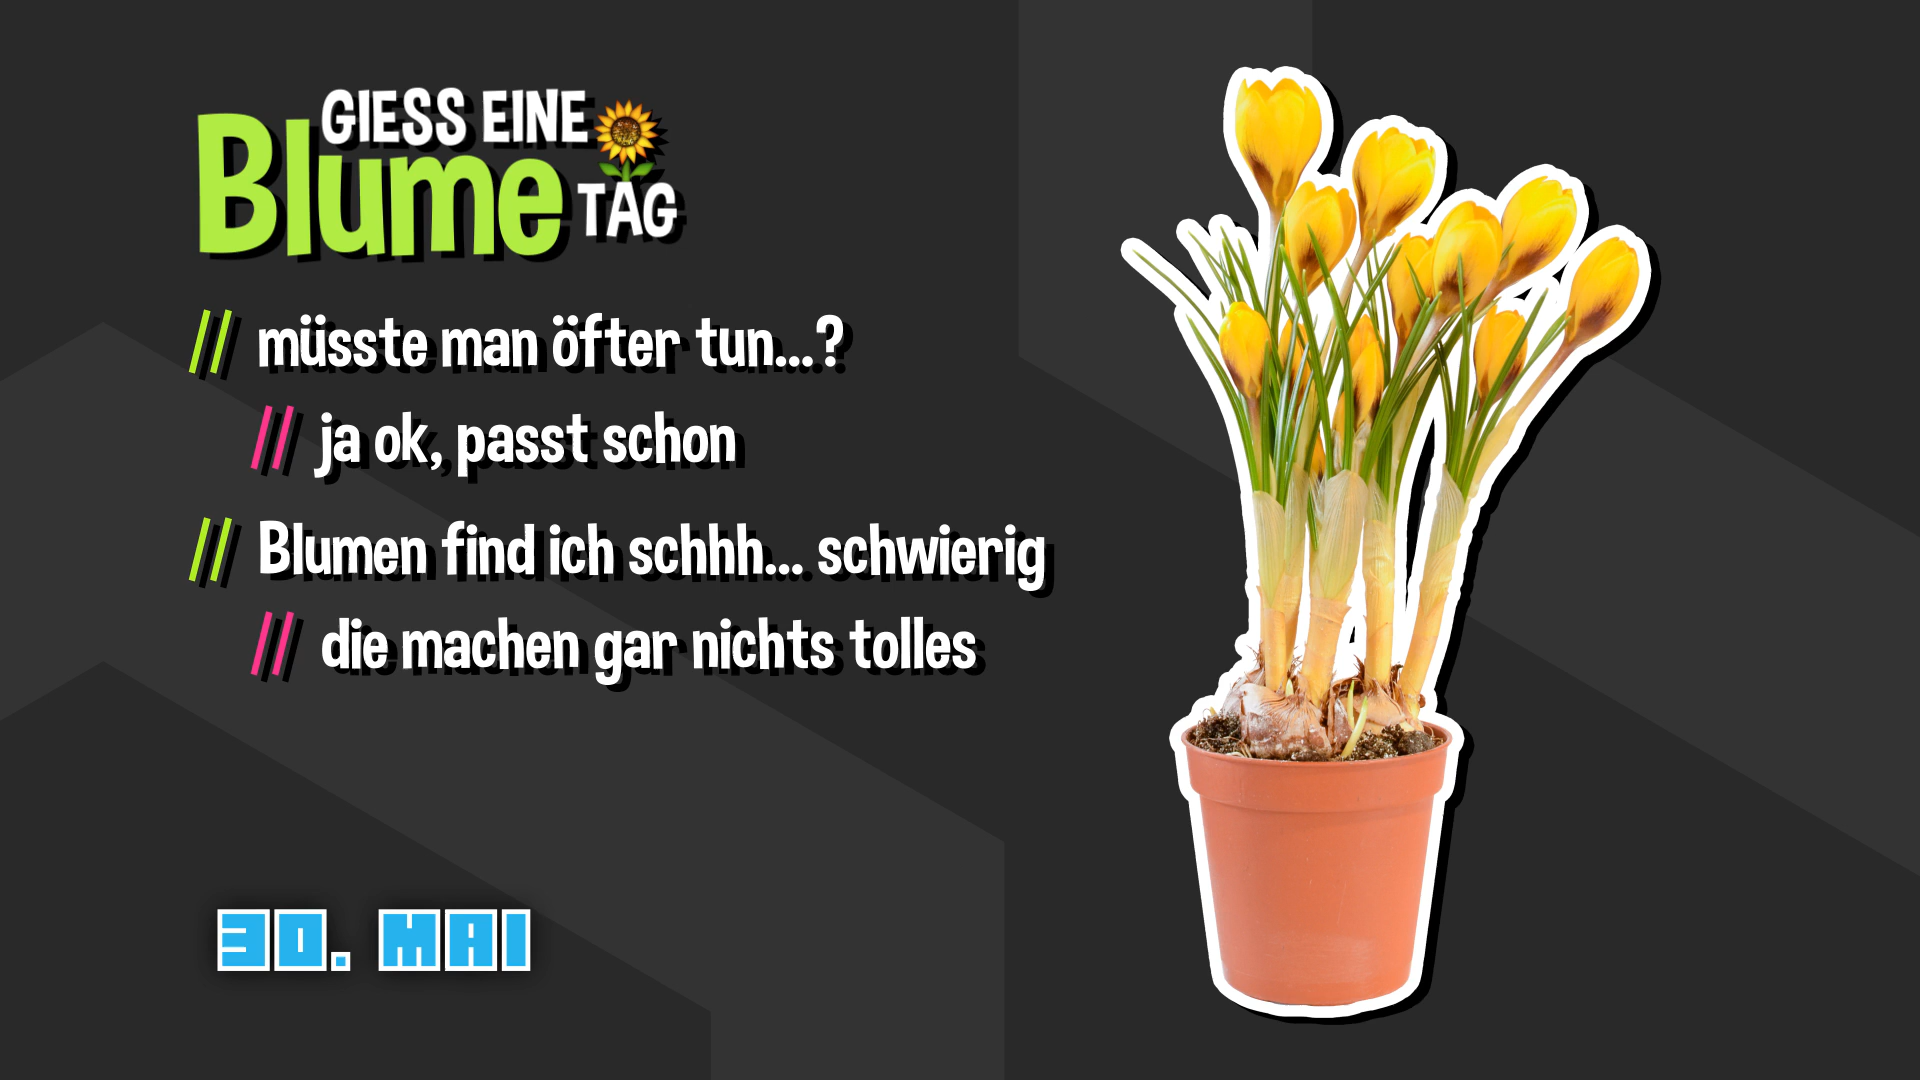 GIESS EINE
Blume TAG
// müsste man öfter tun...?
// ja ok, passt schon
// Blumen find ich schhh... schwierig
// die machen gar nichts tolles
30. MAI